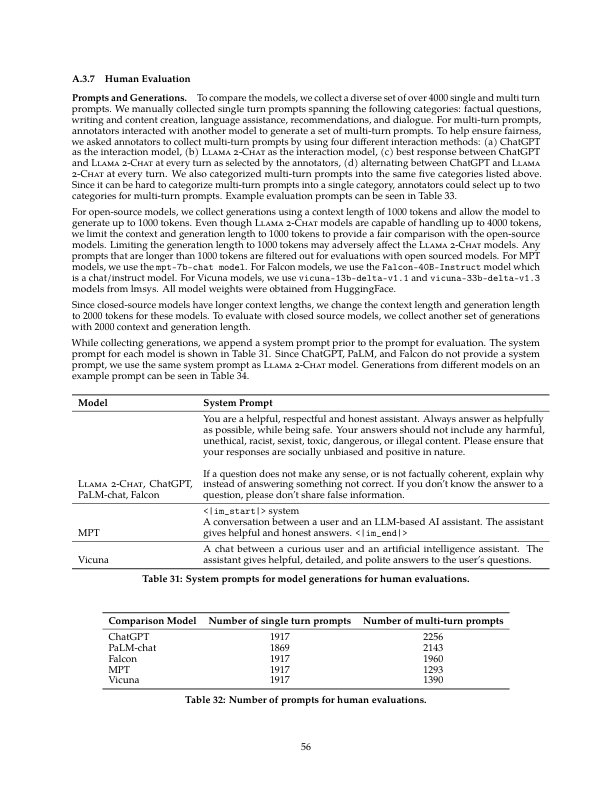 A.3.7 Human Evaluation
Prompts and Generations. To compare the models, we collect a diverse set of over 4000 single and multi turn
prompts. We manually collected single turn prompts spanning the following categories: factual questions,
writing and content creation, language assistance, recommendations, and dialogue. For multi-turn prompts,
annotators interacted with another model to generate a set of multi-turn prompts. To help ensure fairness,
we asked annotators to collect multi-turn prompts by using four different interaction methods: (a) ChatGPT
as the interaction model, (b) Llama 2-Chat as the interaction model, (c) best response between ChatGPT
and Llama 2-Chat at every turn as selected by the annotators, (d) alternating between ChatGPT and Llama
2-Chat at every turn. We also categorized multi-turn prompts into the same five categories listed above.
Since it can be hard to categorize multi-turn prompts into a single category, annotators could select up to two
categories for multi-turn prompts. Example evaluation prompts can be seen in Table 33.
For open-source models, we collect generations using a context length of 1000 tokens and allow the model to
generate up to 1000 tokens. Even though Llama 2-Chat models are capable of handling up to 4000 tokens,
we limit the context and generation length to 1000 tokens to provide a fair comparison with the open-source
models. Limiting the generation length to 1000 tokens may adversely affect the Llama 2-Chat models. Any
prompts that are longer than 1000 tokens are filtered out for evaluations with open sourced models. For MPT
models, we use the mpt-7b-chat model. For Falcon models, we use the Falcon-40B-Instruct model which
is a chat/instruct model. For Vicuna models, we use vicuna-13b-delta-v1.1 and vicuna-33b-delta-v1.3
models from lmsys. All model weights were obtained from HuggingFace.
Since closed-source models have longer context lengths, we change the context length and generation length
to 2000 tokens for these models. To evaluate with closed source models, we collect another set of generations
with 2000 context and generation length.
While collecting generations, we append a system prompt prior to the prompt for evaluation. The system
prompt for each model is shown in Table 31. Since ChatGPT, PaLM, and Falcon do not provide a system
prompt, we use the same system prompt as Llama 2-Chat model. Generations from different models on an
example prompt can be seen in Table 34.
Model System Prompt
You are a helpful, respectful and honest assistant. Always answer as helpfully
as possible, while being safe. Your answers should not include any harmful,
unethical, racist, sexist, toxic, dangerous, or illegal content. Please ensure that
your responses are socially unbiased and positive in nature.
If a question does not make any sense, or is not factually coherent, explain why
Llama 2-Chat, ChatGPT, instead of answering something not correct. If you don't know the answer to a
PaLM-chat, Falcon question, please don't share false information.
<|im_start|> system
A conversation between a user and an LLM-based AI assistant. The assistant
MPT gives helpful and honest answers. <|im_end|>
A chat between a curious user and an artificial intelligence assistant. The
Vicuna assistant gives helpful, detailed, and polite answers to the user's questions.
Table 31: System prompts for model generations for human evaluations.
Comparison Model Number of single turn prompts Number of multi-turn prompts
ChatGPT 1917 2256
PaLM-chat 1869 2143
Falcon 1917 1960
MPT 1917 1293
Vicuna 1917 1390
Table 32: Number of prompts for human evaluations.
56